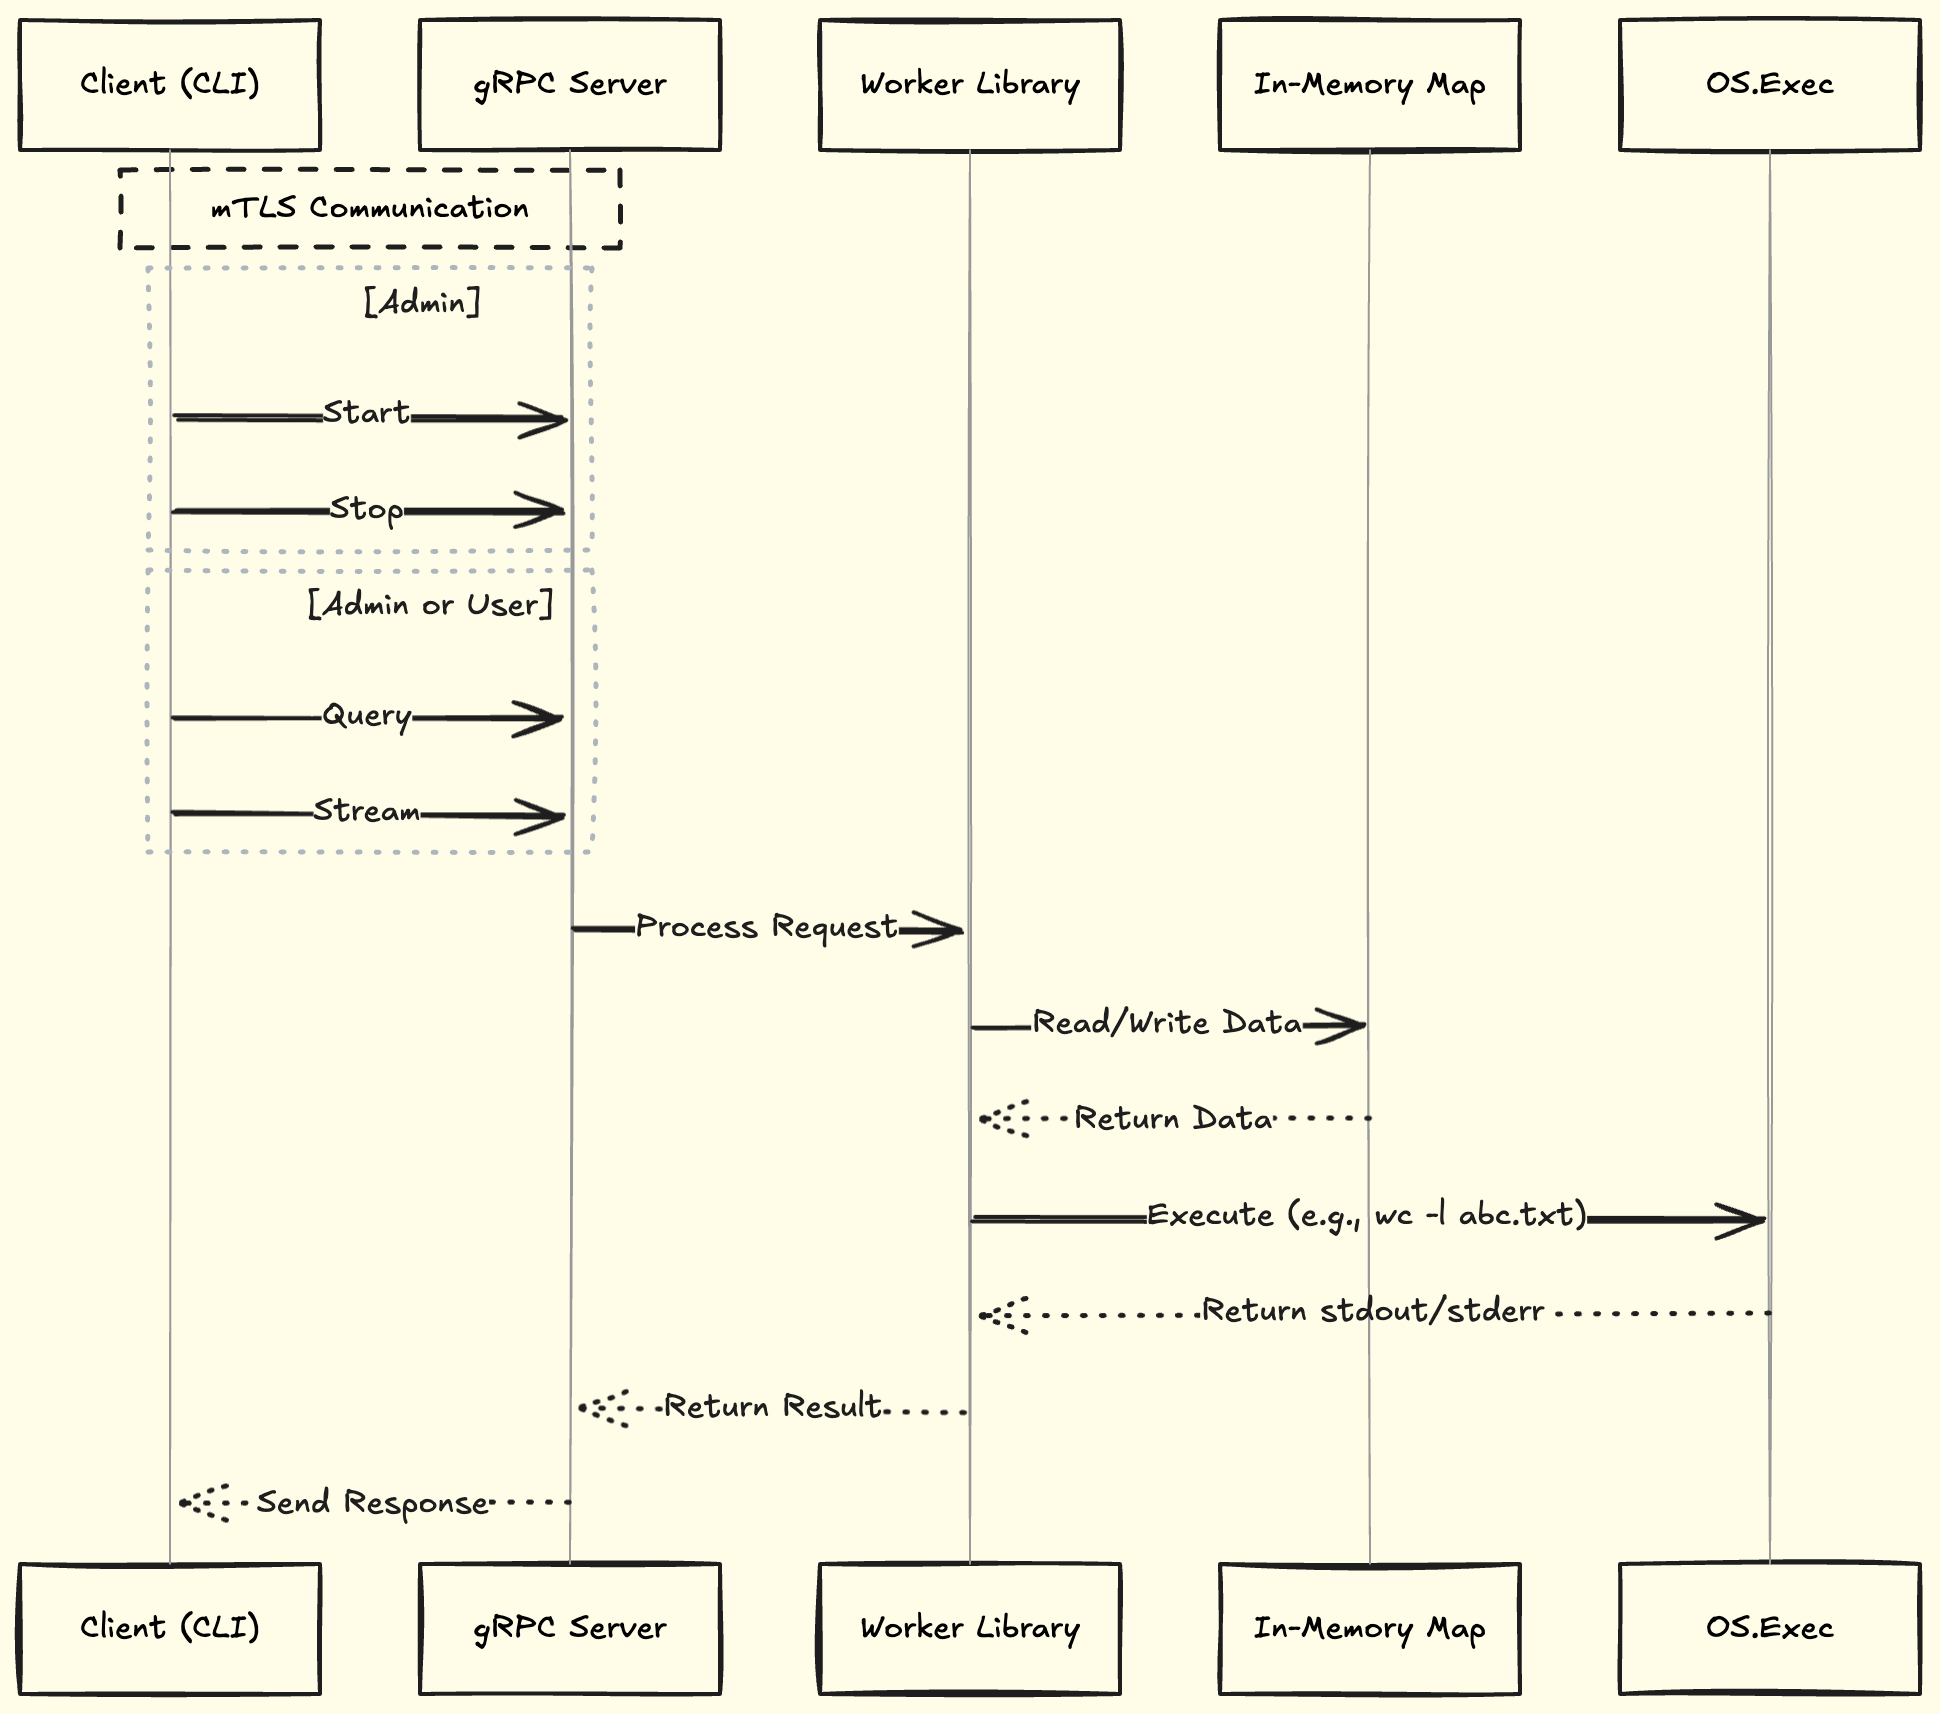 Client (CLI)
gRPC Server
Worker Library
In-Memory Map
OS.Exec
mTLS Communication
[Admin]
Start
Stop
[Admin or User]
Query
Stream
Process Request
Read/Write Data
Return Data
Execute (e.g., wc -l abc.txt)
Return stdout/stderr
Return Result
Send Response
Client (CLI)
gRPC Server
Worker Library
In-Memory Map
OS.Exec